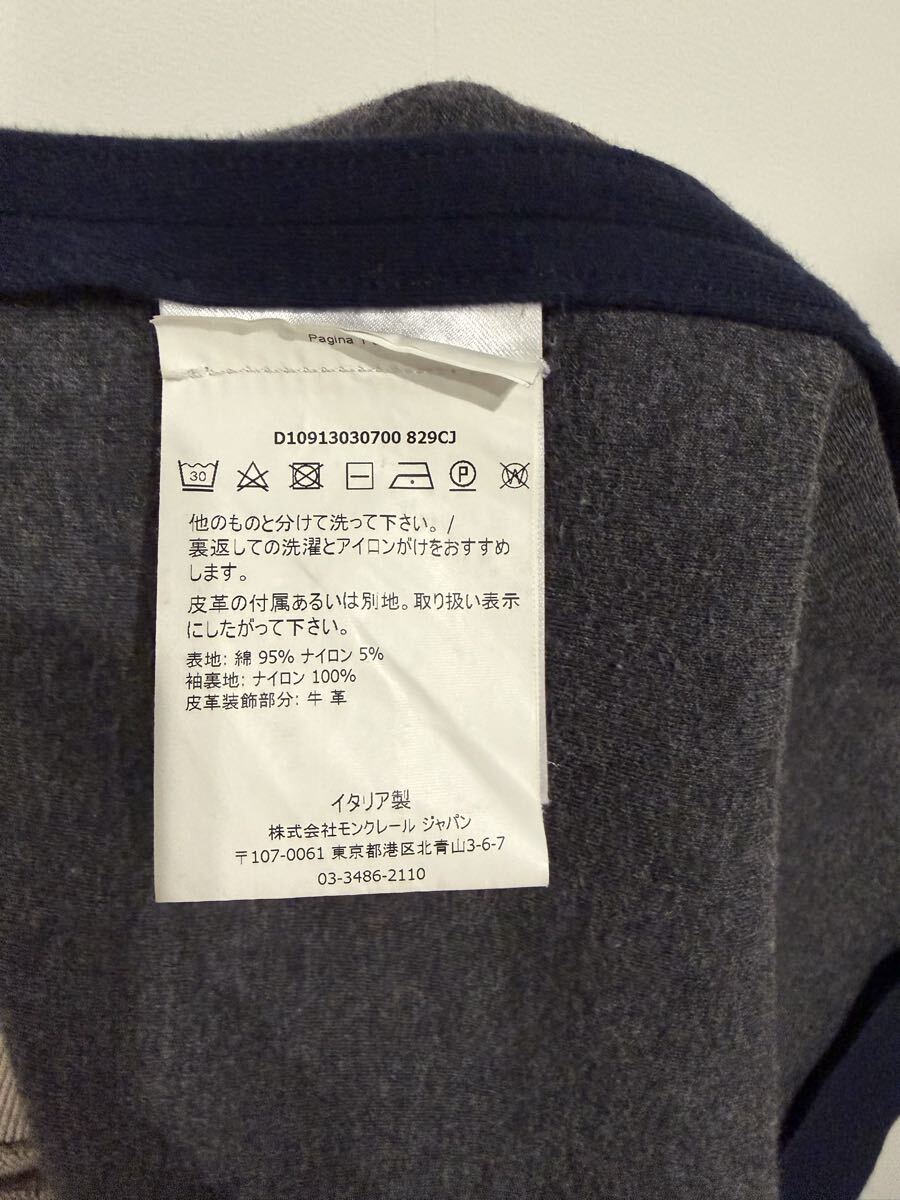 Pagina 1
D10913030700 829CJ
30 P W
他のものと分けて洗って下さい。/
裏返しての洗濯とアイロンがけをおすすめ
します。
皮革の付属あるいは別地。取り扱い表示
にしたがって下さい。
表地: 綿 95% ナイロン 5%
袖裏地: ナイロン 100%
皮革装飾部分: 牛 革
イタリア製
株式会社モンクレール ジャパン
〒107-0061 東京都港区北青山3-6-7
03-3486-2110